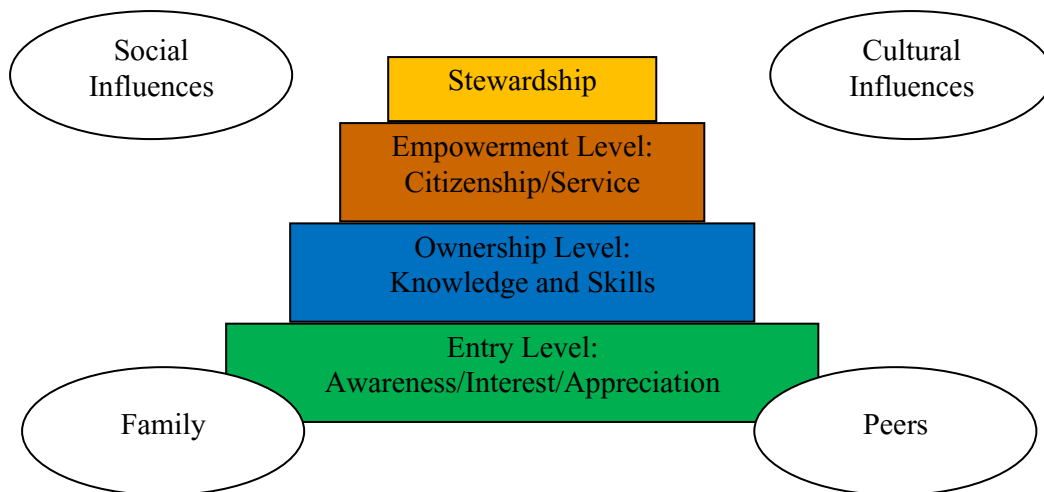 Social
Influences
Cultural
Influences
Stewardship
Empowerment Level:
Citizenship/Service
Ownership Level:
Knowledge and Skills
Entry Level:
Awareness/Interest/Appreciation
Family
Peers